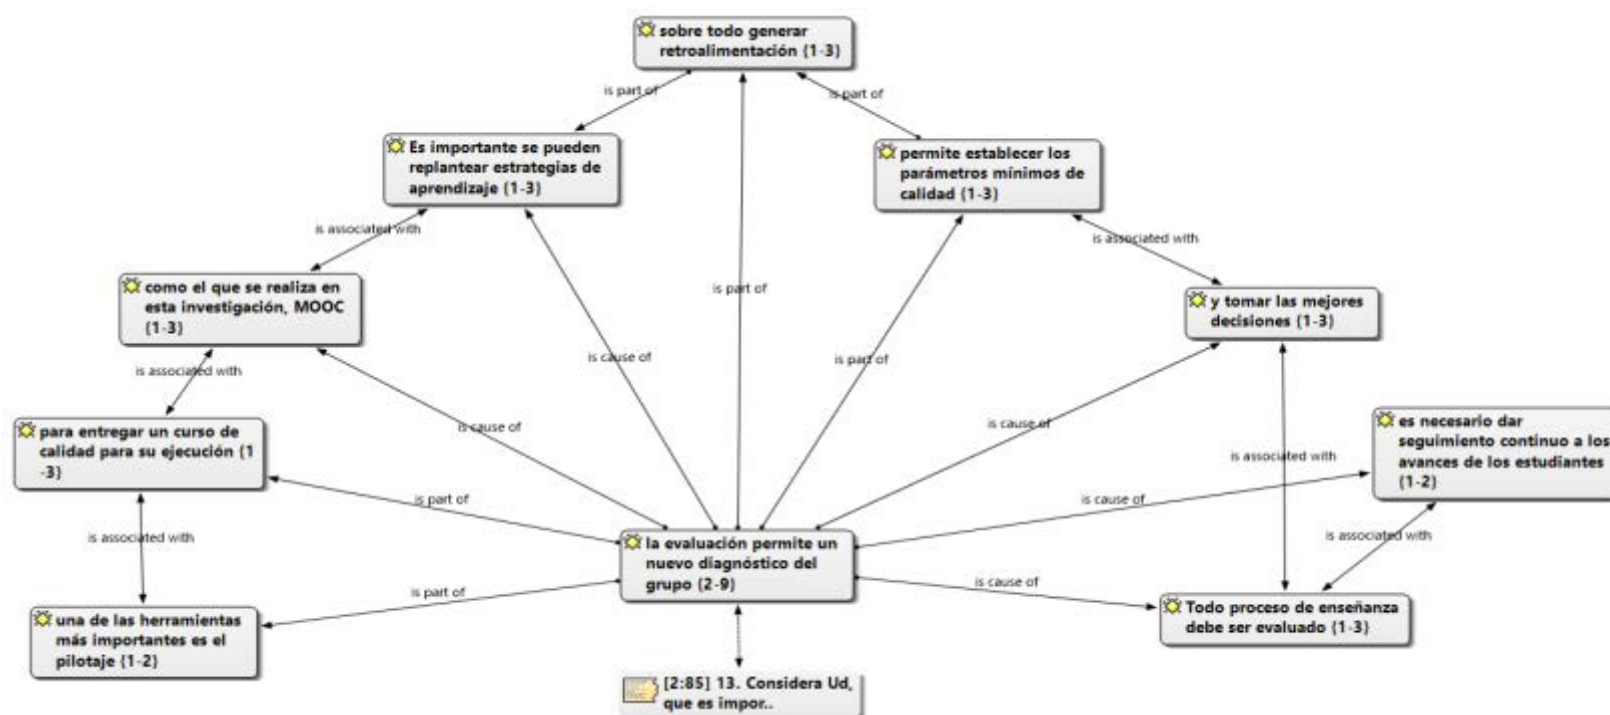 sobre todo generar
retroalimentación {1-3}
is part of
is part of
Es importante se pueden
replantear estrategias de
aprendizaje {1-3}
permite establecer los
parámetros mínimos de
calidad {1-3}
is associated with
is associated with
como el que se realiza en
esta investigación, MOOC
{1-3}
is part of
y tomar las mejores
decisiones {1-3}
is cause of
is part of
is associated with
para entregar un curso de
calidad para su ejecución {1
-3}
is cause of
is cause of
es necesario dar
seguimiento continuo a los
avances de los estudiantes
{1-2}
is associated with
is part of
is cause of
is associated with
la evaluación permite un
nuevo diagnóstico del
grupo {2-9}
is associated with
is part of
is cause of
una de las herramientas
más importantes es el
pilotaje {1-2}
Todo proceso de enseñanza
debe ser evaluado {1-3}
[2:85] 13. Considera Ud,
que es impor..